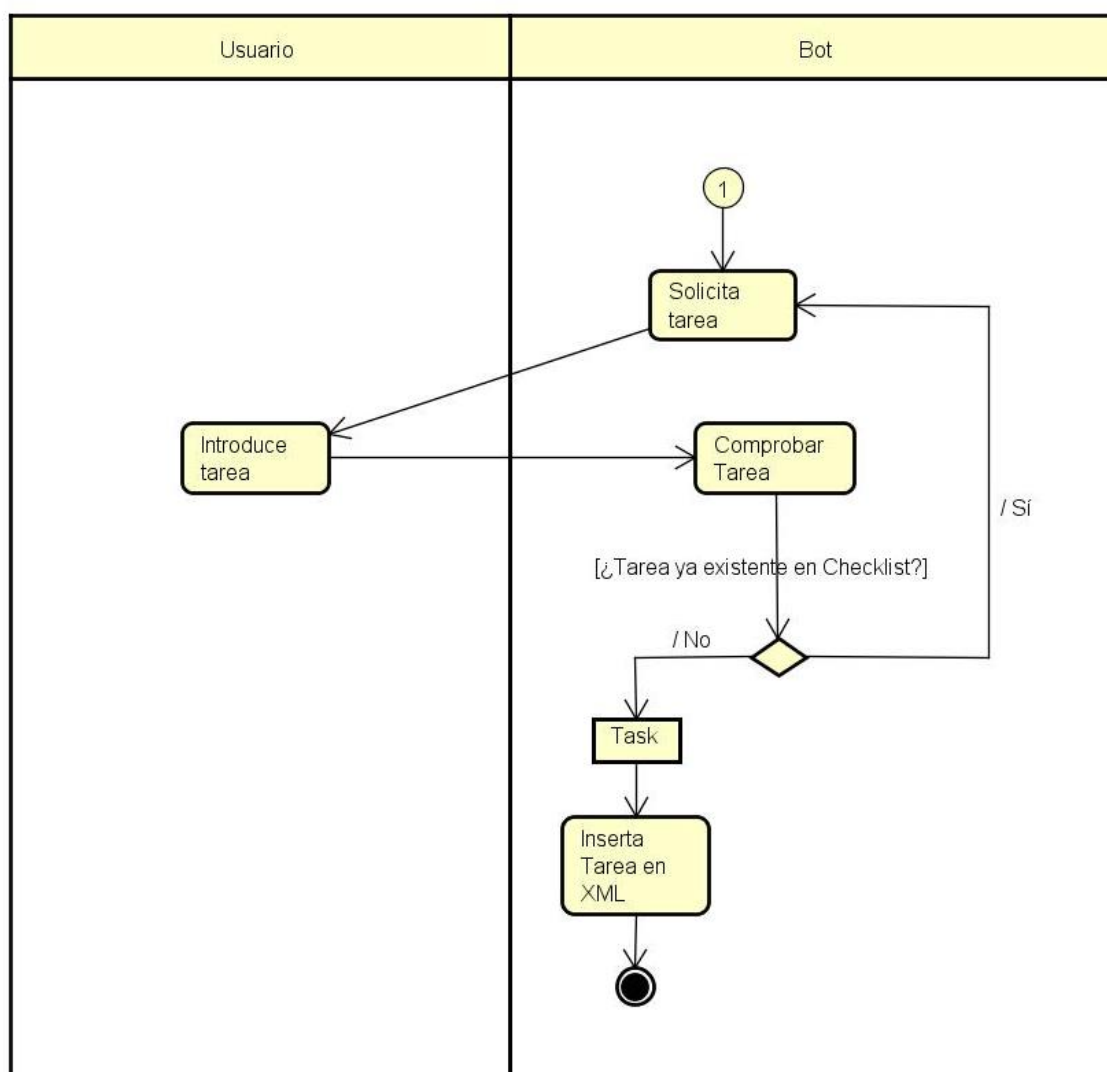 Usuario
Bot
1
Solicita
tarea
Introduce
tarea
Comprobar
Tarea
/ Sí
[¿Tarea ya existente en Checklist?]
/ No
Task
Inserta
Tarea en
XML